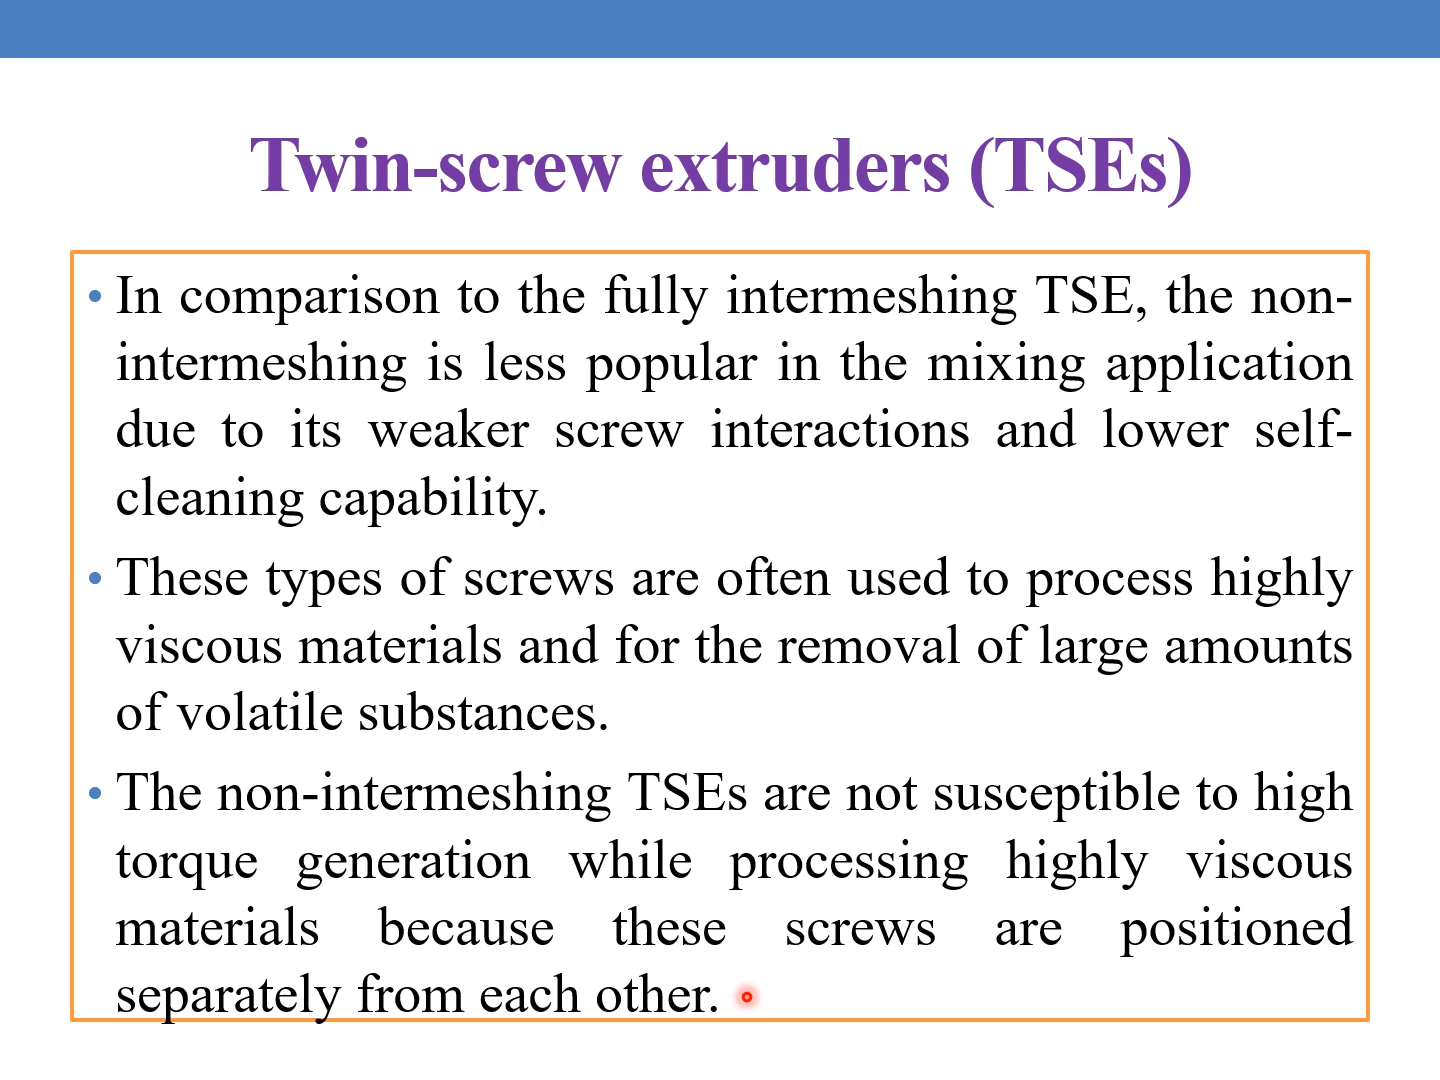 Twin-screw extruders (TSEs)
• In comparison to the fully intermeshing TSE, the non-
intermeshing is less popular in the mixing application
due to its weaker screw interactions and lower self-
cleaning capability.
• These types of screws are often used to process highly
viscous materials and for the removal of large amounts
of volatile substances.
• The non-intermeshing TSEs are not susceptible to high
torque generation while processing highly viscous
materials because these screws are positioned
separately from each other.